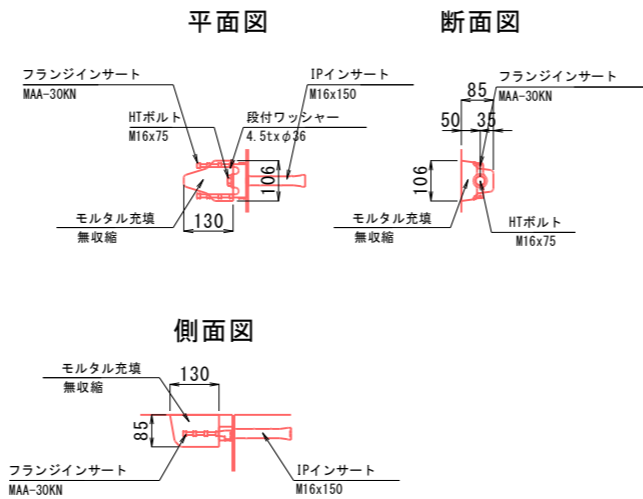 平面図
フランジインサート
MAA-30KN
HTボルト
M16x75
段付ワッシャー
4.5txφ36
IPインサート
M16x150
106
130
モルタル充填
無収縮
断面図
フランジインサート
MAA-30KN
85
50
35
106
モルタル充填
無収縮
HTボルト
M16x75
側面図
モルタル充填
無収縮
130
85
フランジインサート
MAA-30KN
IPインサート
M16x150